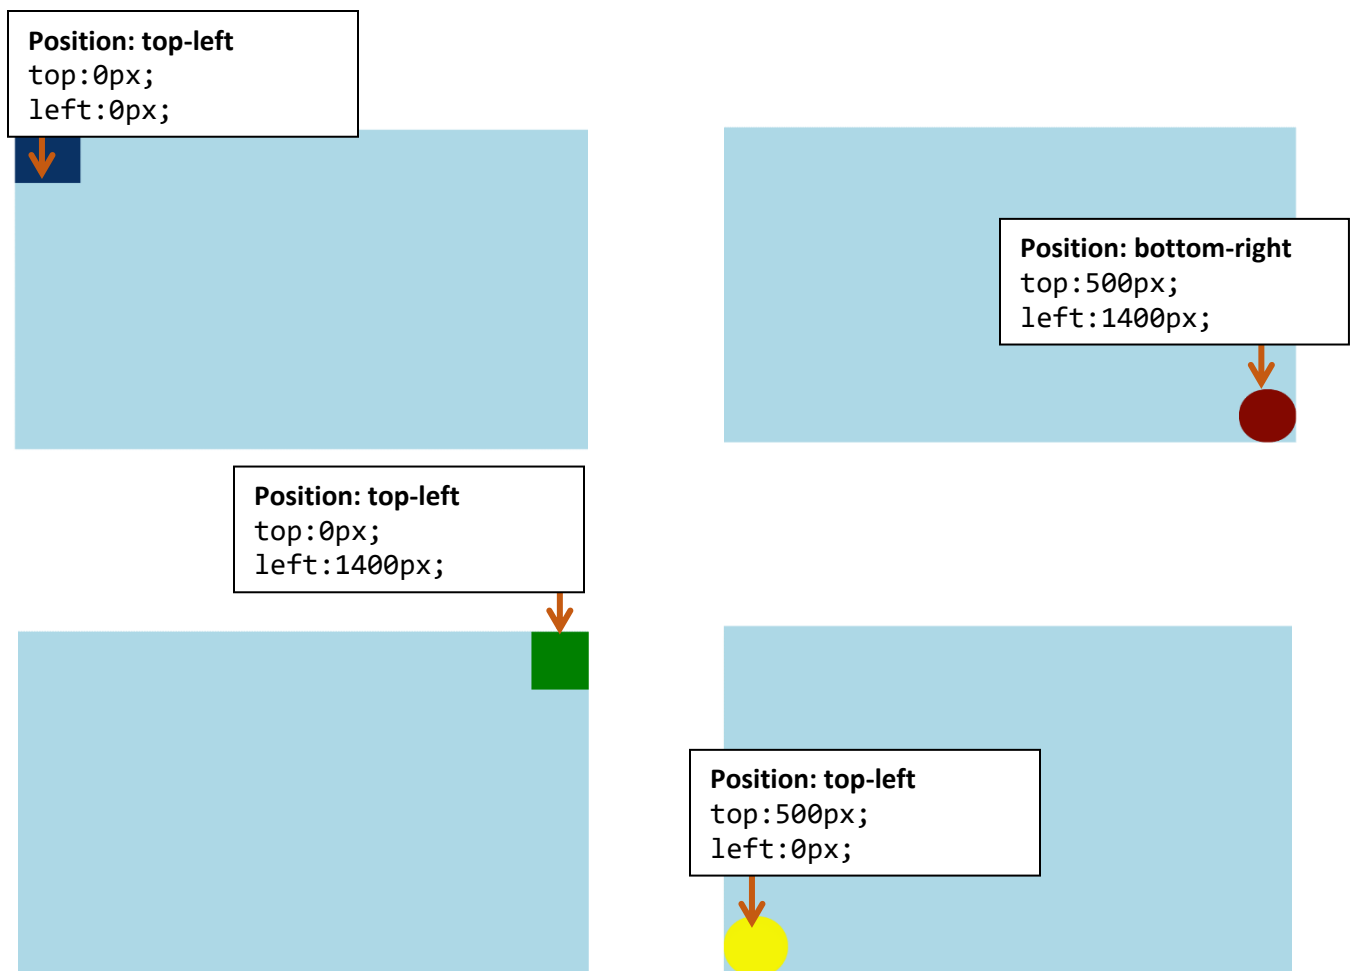 Position: top-left
top:0px;
left:0px;
Position: bottom-right
top:500px;
left:1400px;
Position: top-left
top:0px;
left:1400px;
Position: top-left
top:500px;
left:0px;